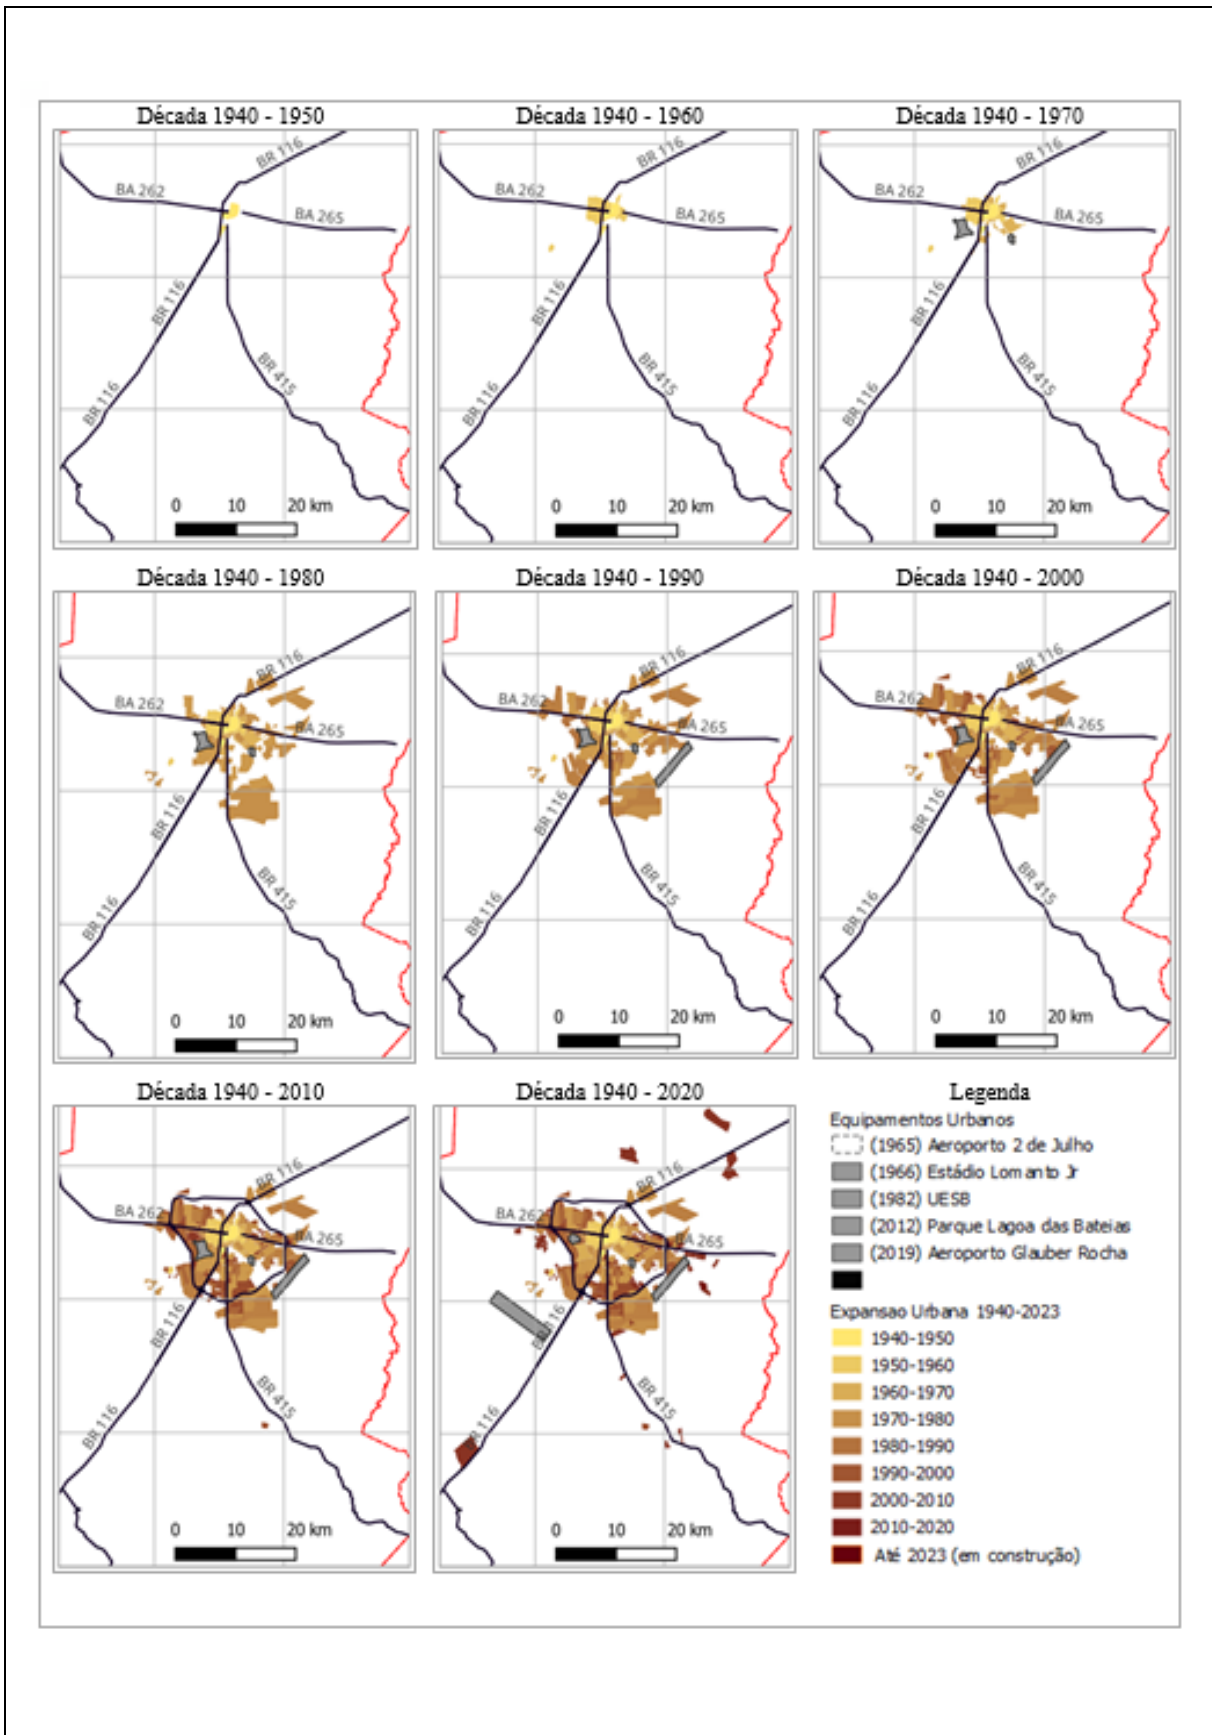 Década 1940 - 1950
BR 116
BA 262
BA 265
BR 116
BR 116
BR 415
0 10 20 km
Década 1940 - 1960
BR 116
BA 262
BA 265
BR 116
BR 116
BR 415
0 10 20 km
Década 1940 - 1970
BR 116
BA 262
BA 265
BR 116
BR 116
BR 415
0 10 20 km
Década 1940 - 1980
BR 116
BA 262
BA 265
BR 116
BR 116
BR 415
0 10 20 km
Década 1940 - 1990
BR 116
BA 262
BA 265
BR 116
BR 116
BR 415
0 10 20 km
Década 1940 - 2000
BR 116
BA 262
BA 265
BR 116
BR 116
BR 415
0 10 20 km
Década 1940 - 2010
BR 116
BA 262
BA 265
BR 116
BR 116
BR 415
0 10 20 km
Década 1940 - 2020
BR 116
BA 262
BA 265
116
R 116
BR 415
0 10 20 km
Legenda
Equipamentos Urbanos
(1965) Aeroporto 2 de Julho
(1966) Estádio Lomanto Jr
(1982) UESB
(2012) Parque Lagoa das Bateias
(2019) Aeroporto Glauber Rocha
Expansao Urbana 1940-2023
1940-1950
1950-1960
1960-1970
1970-1980
1980-1990
1990-2000
2000-2010
2010-2020
Até 2023 (em construção)